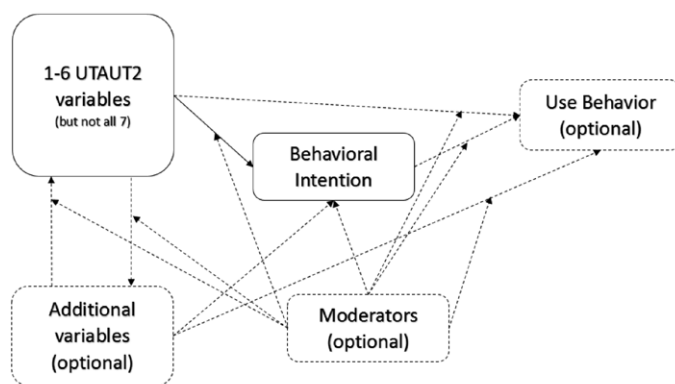 1-6 UTAUT2
variables
(but not all 7)
Use Behavior
(optional)
Behavioral
Intention
Additional
variables
(optional)
Moderators
(optional)